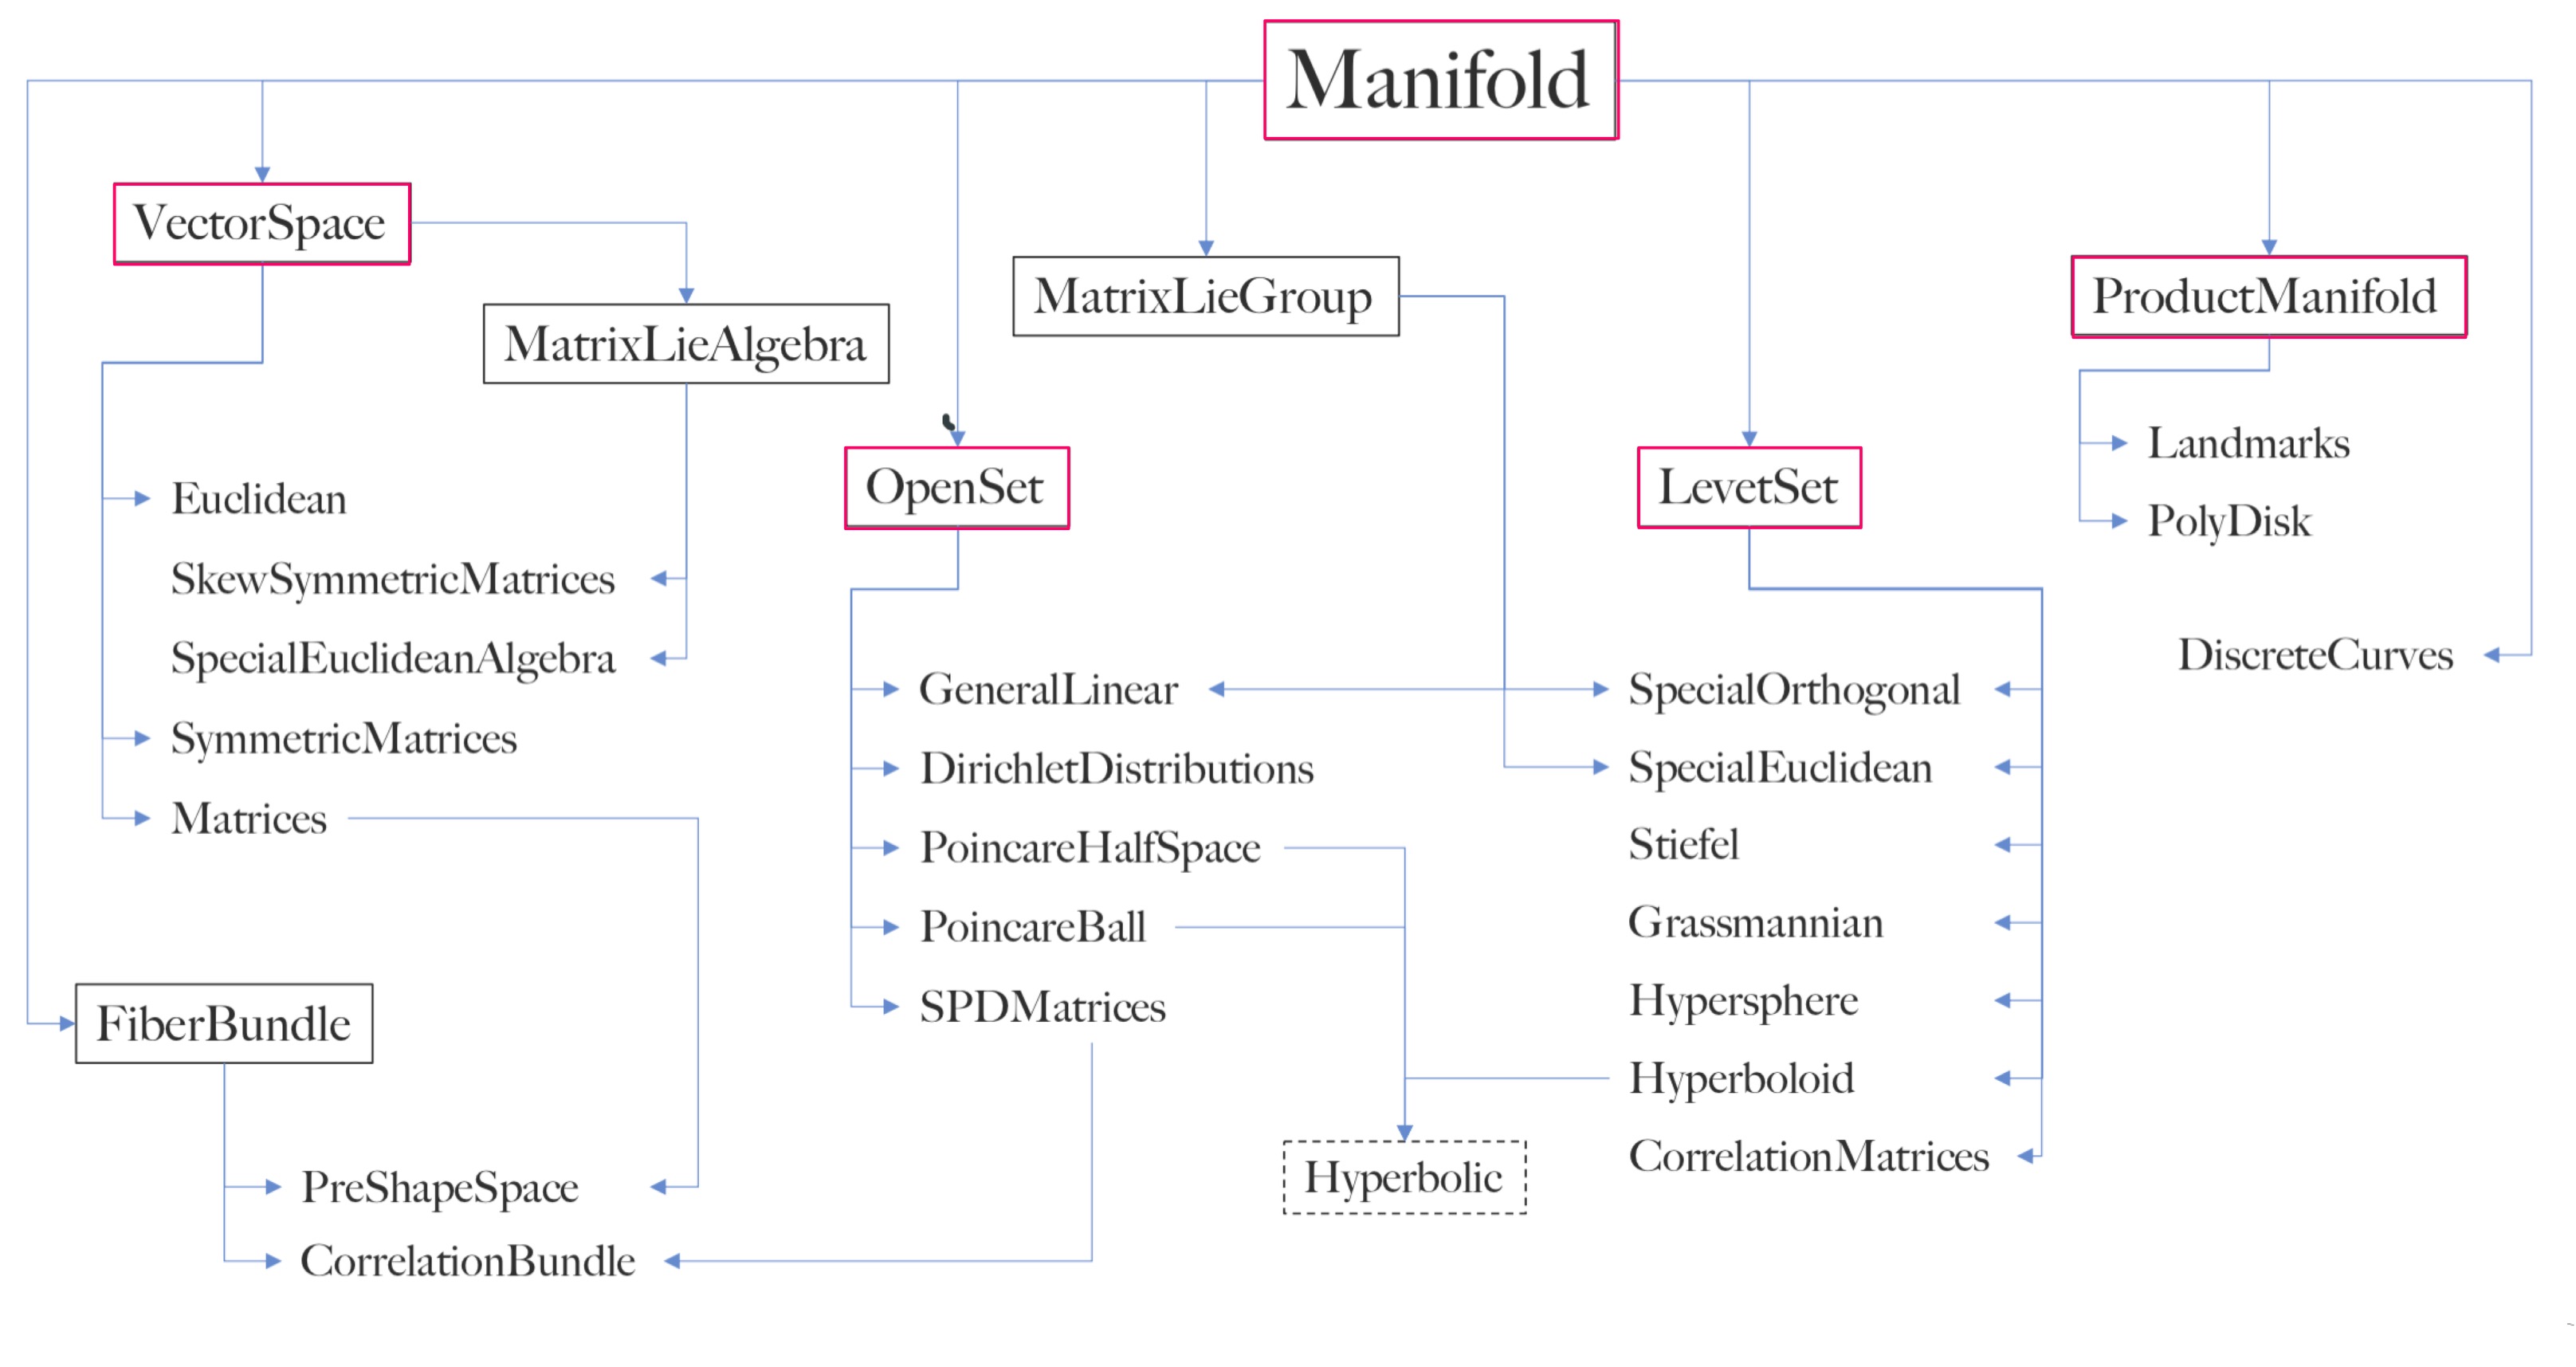 Manifold
VectorSpace
MatrixLieAlgebra
MatrixLieGroup
ProductManifold
OpenSet
LevetSet
Euclidean
SkewSymmetricMatrices
SpecialEuclideanAlgebra
SymmetricMatrices
Matrices
FiberBundle
PreShapeSpace
CorrelationBundle
GeneralLinear
DirichletDistributions
PoincareHalfSpace
PoincareBall
SPDMatrices
Hyperbolic
SpecialOrthogonal
SpecialEuclidean
Stiefel
Grassmannian
Hypersphere
Hyperboloid
CorrelationMatrices
Landmarks
PolyDisk
DiscreteCurves